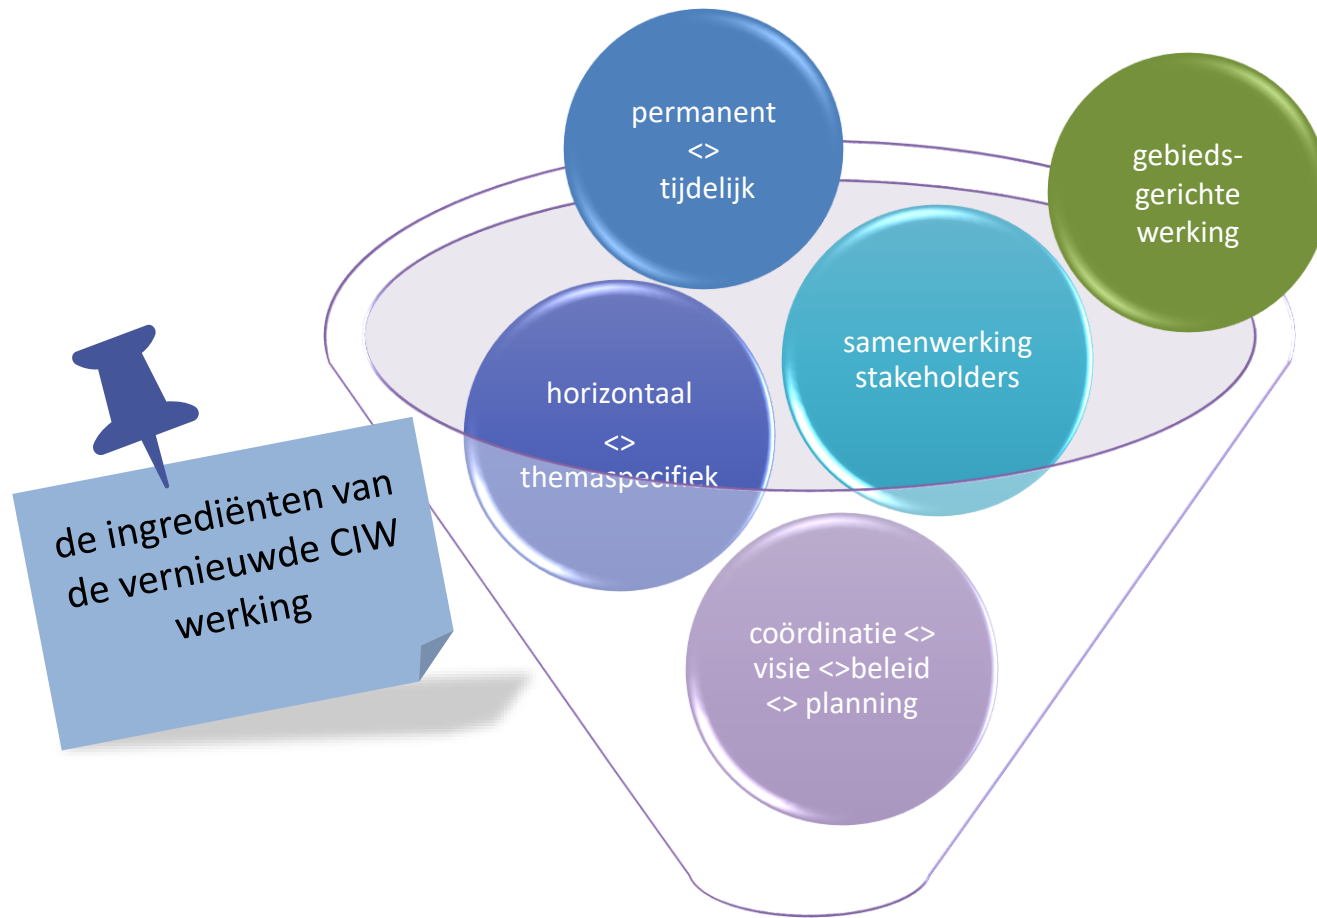 permanent
<>
tijdelijk
gebieds-
gerichte
werking
samenwerking
stakeholders
horizontaal
<>
themaspecifiek
de ingrediënten van
de vernieuwde CIW
werking
coördinatie <>
visie <>beleid
<> planning